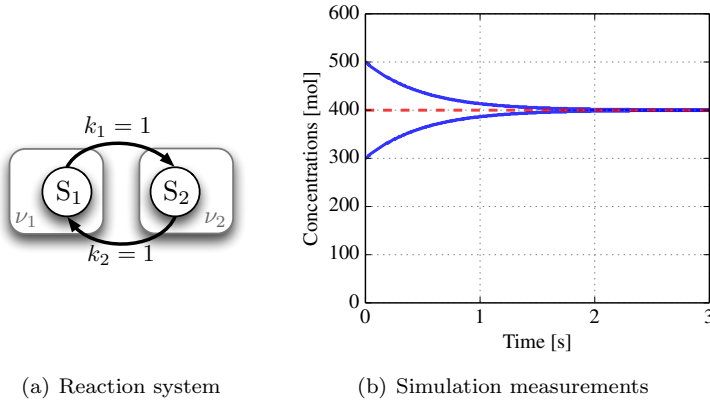 k₁ = 1
S₁
S₂
ν₁
ν₂
k₂ = 1
(a) Reaction system
600
500
400
300
200
100
0
Concentrations [mol]
0 1 2 3
Time [s]
(b) Simulation measurements